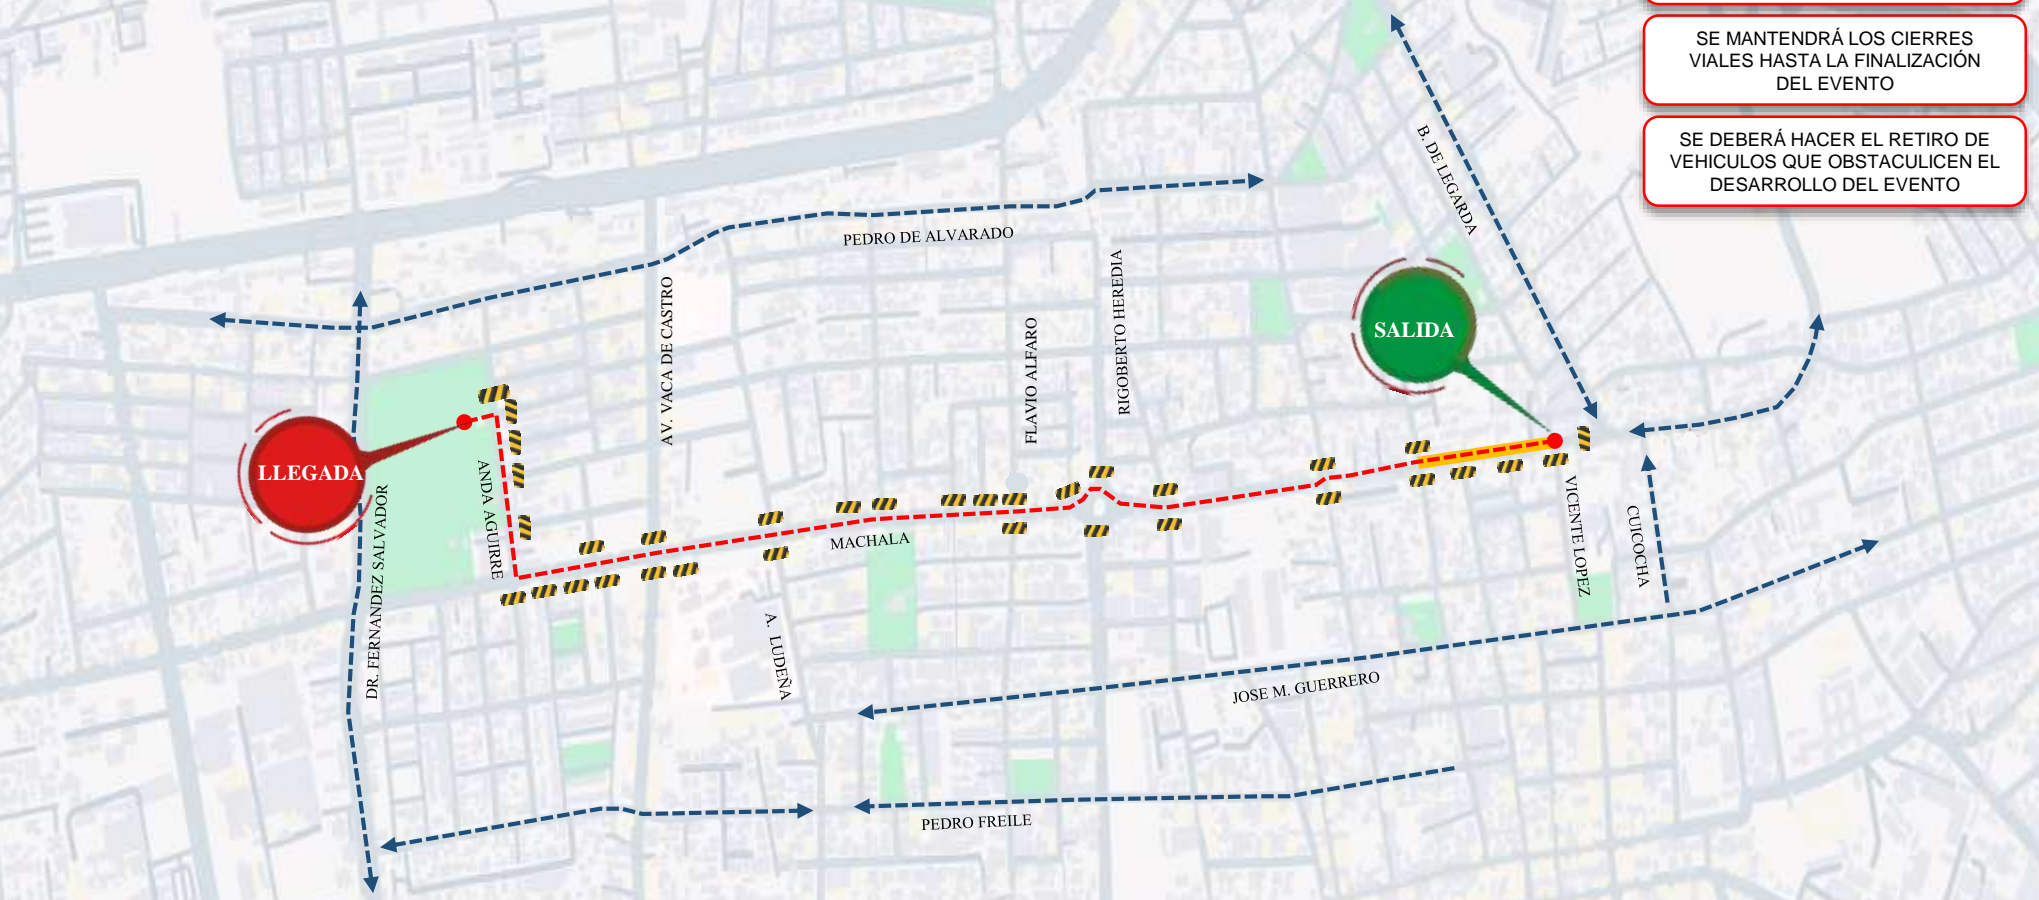 SE MANTENDRÁ LOS CIERRES
VIALES HASTA LA FINALIZACIÓN
DEL EVENTO
SE DEBERÁ HACER EL RETIRO DE
VEHICULOS QUE OBSTACULICEN EL
DESARROLLO DEL EVENTO
B. DE LEGARDA
PEDRO DE ALVARADO
RIGOBERTO HEREDIA
AV. VACA DE CASTRO
FLAVIO ALFARO
SALIDA
LLEGADA
ANDA AGUIRRE
DR. FERNANDEZ SALVADOR
MACHALA
VICENTE LOPEZ
CUICOCHA
A. LUDEÑA
JOSE M. GUERRERO
PEDRO FREILE